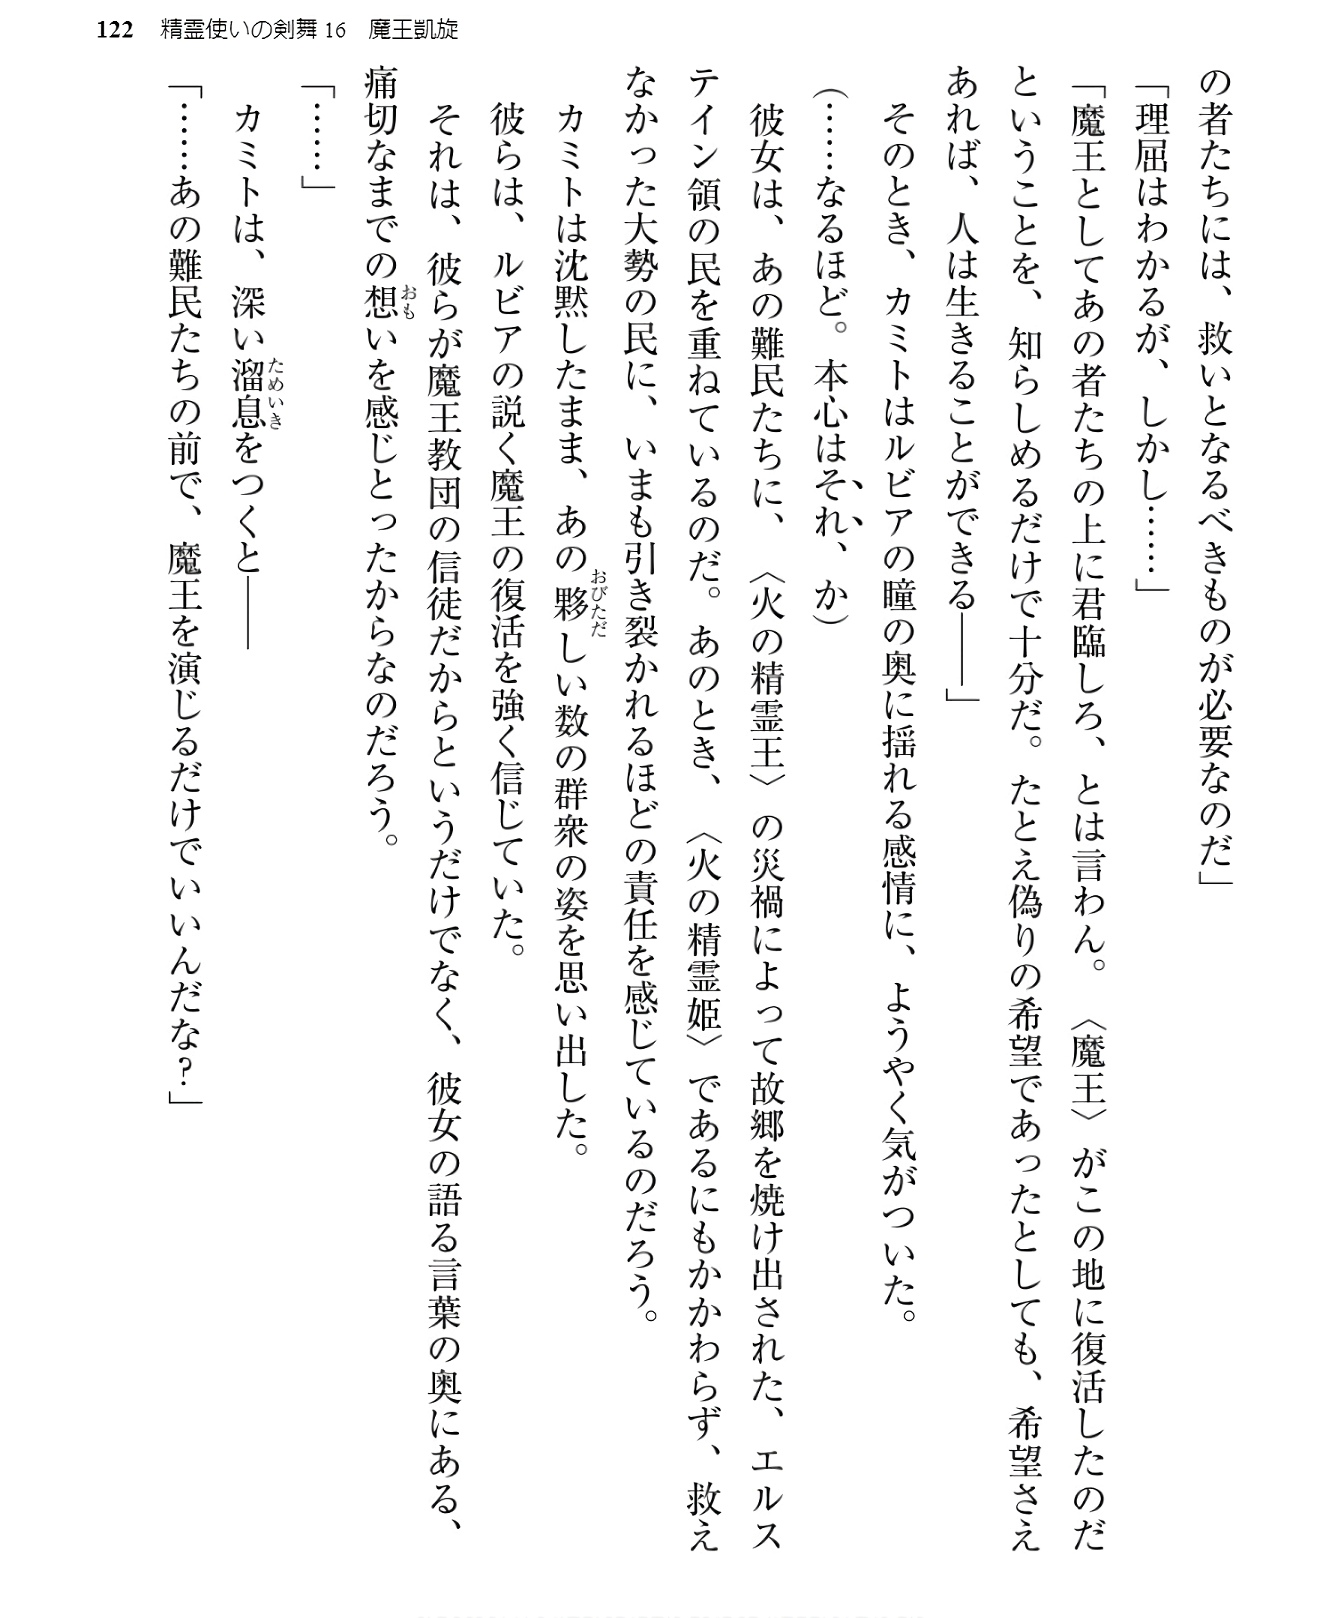 122　精霊使いの剣舞16　魔王凱旋
の者たちには、救いとなるべきものが必要なのだ」
「理屈はわかるが、しかし……」
「魔王としてあの者たちの上に君臨しろ、とは言わん。〈魔王〉がこの地に復活したのだ
ということを、知らしめるだけで十分だ。たとえ偽りの希望であったとしても、希望さえ
あれば、人は生きることができる――」
　そのとき、カミトはルビアの瞳の奥に揺れる感情に、ようやく気がついた。
（……なるほど。本心はそれ、か）
　彼女は、あの難民たちに、〈火の精霊王〉の災禍によって故郷を焼け出された、エルス
テイン領の民を重ねているのだ。あのとき、〈火の精霊姫〉であるにもかかわらず、救え
なかった大勢の民に、いまも引き裂かれるほどの責任を感じているのだろう。
　カミトは沈黙したまま、あの夥おびただしい数の群衆の姿を思い出した。
　彼らは、ルビアの説く魔王の復活を強く信じていた。
　それは、彼らが魔王教団の信徒だからというだけでなく、彼女の語る言葉の奥にある、
痛切なまでの想おもいを感じとったからなのだろう。
「……」
　カミトは、深い溜息ためいきをつくと――
「……あの難民たちの前で、魔王を演じるだけでいいんだな？」